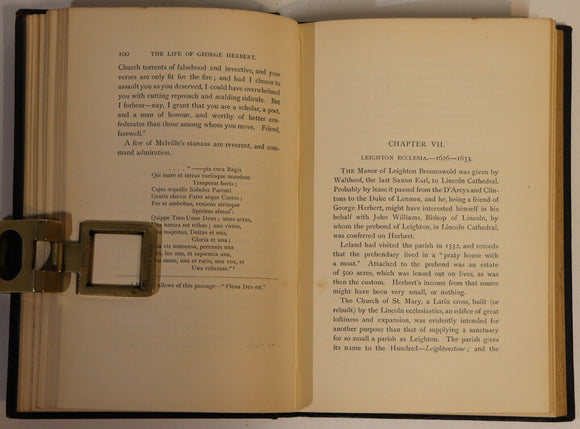 100 THE LIFE OF GEORGE HERBERT.
Church torrents of falsehood and invective, and your
verses are only fit for the fire; and had I chosen to
assault you as you deserved, I could have overwhelmed
you with cutting reproach and scalding ridicule. But
I forbear—nay, I grant that you are a scholar, a poet,
and a man of honour, and worthy of better con-
federates than those among whom you move. Friend,
farewell."
A few of Melville's stanzas are reverent, and com-
mand admiration.
. . . . "—pia cura Regis
Qui mare et terras variisque mundum
Temperat horis;
Cujus æqualis Soboles Parenti
Gentis electæ Pater atque Custos;
Par et ambobus, veniens utrinque
Spiritus almus:
Quippe Tres-Unus Deus; unus actus,
Una natura est tribus; una virtus,
Una majestas, Deitas et una,
Gloria et una;
Una vis immensa, perennis una
ita, lux una, et sapientia una,
Una mens, una et ratio, una vox, et
Una voluntas."¹
allows of this passage—"Plena Deo est."
CHAPTER VII.
LEIGHTON ECCLESIA—1626–1633.
THE Manor of Leighton Bromeswold was given by
Waltheof, the last Saxon Earl, to Lincoln Cathedral.
Probably by lease it passed from the D'Arcys and Clin-
tons to the Duke of Lennox, and he, being a friend of
George Herbert, might have interested himself in his
behalf with John Williams, Bishop of Lincoln, by
whom the prebend of Leighton, in Lincoln Cathedral,
was conferred on Herbert.
Leland had visited the parish in 1352, and records
that the prebendary lived in a "praty house with
a moat." Attached to the prebend was an estate
of 500 acres, which was leased out on lives, as was
then the custom. Herbert's income from that source
might have been very small, or nothing.
The Church of St. Mary, a Latin cross, built (or
rebuilt) by the Lincoln ecclesiastics, an edifice of great
loftiness and expansion, was evidently intended for
another purpose than that of supplying a sanctuary
for so small a parish as Leighton. The parish gives
its name to the Hundred—Leightonstone; and the